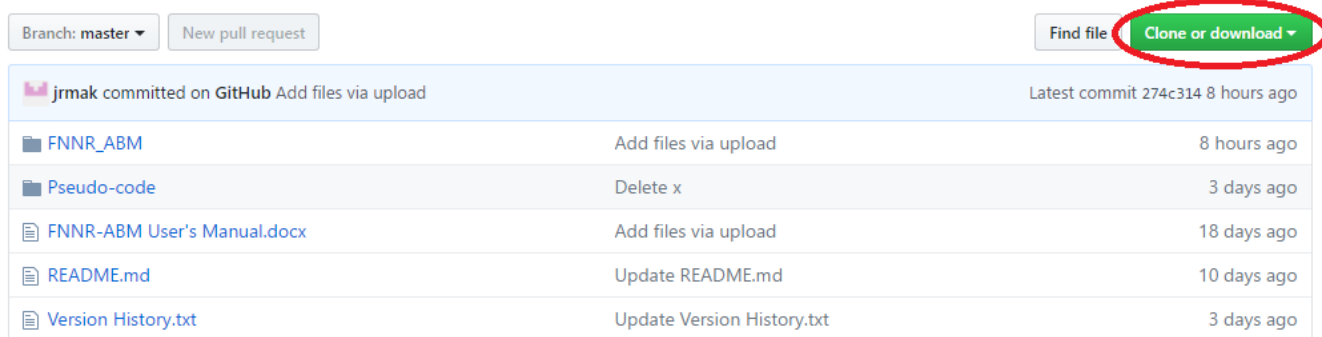 Branch: master New pull request Find file Clone or download
jrmak committed on GitHub Add files via upload Latest commit 274c314 8 hours ago
FNNR_ABM Add files via upload 8 hours ago
Pseudo-code Delete x 3 days ago
FNNR-ABM User's Manual.docx Add files via upload 18 days ago
README.md Update README.md 10 days ago
Version History.txt Update Version History.txt 3 days ago